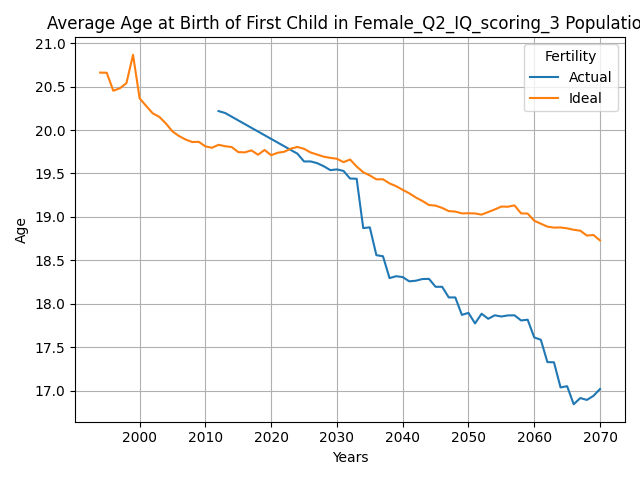 Average Age at Birth of First Child in Female_Q2_IQ_scoring_3 Populatio
Fertility
Actual
Ideal
21.0
20.5
20.0
19.5
19.0
18.5
18.0
17.5
17.0
Age
2000 2010 2020 2030 2040 2050 2060 2070
Years